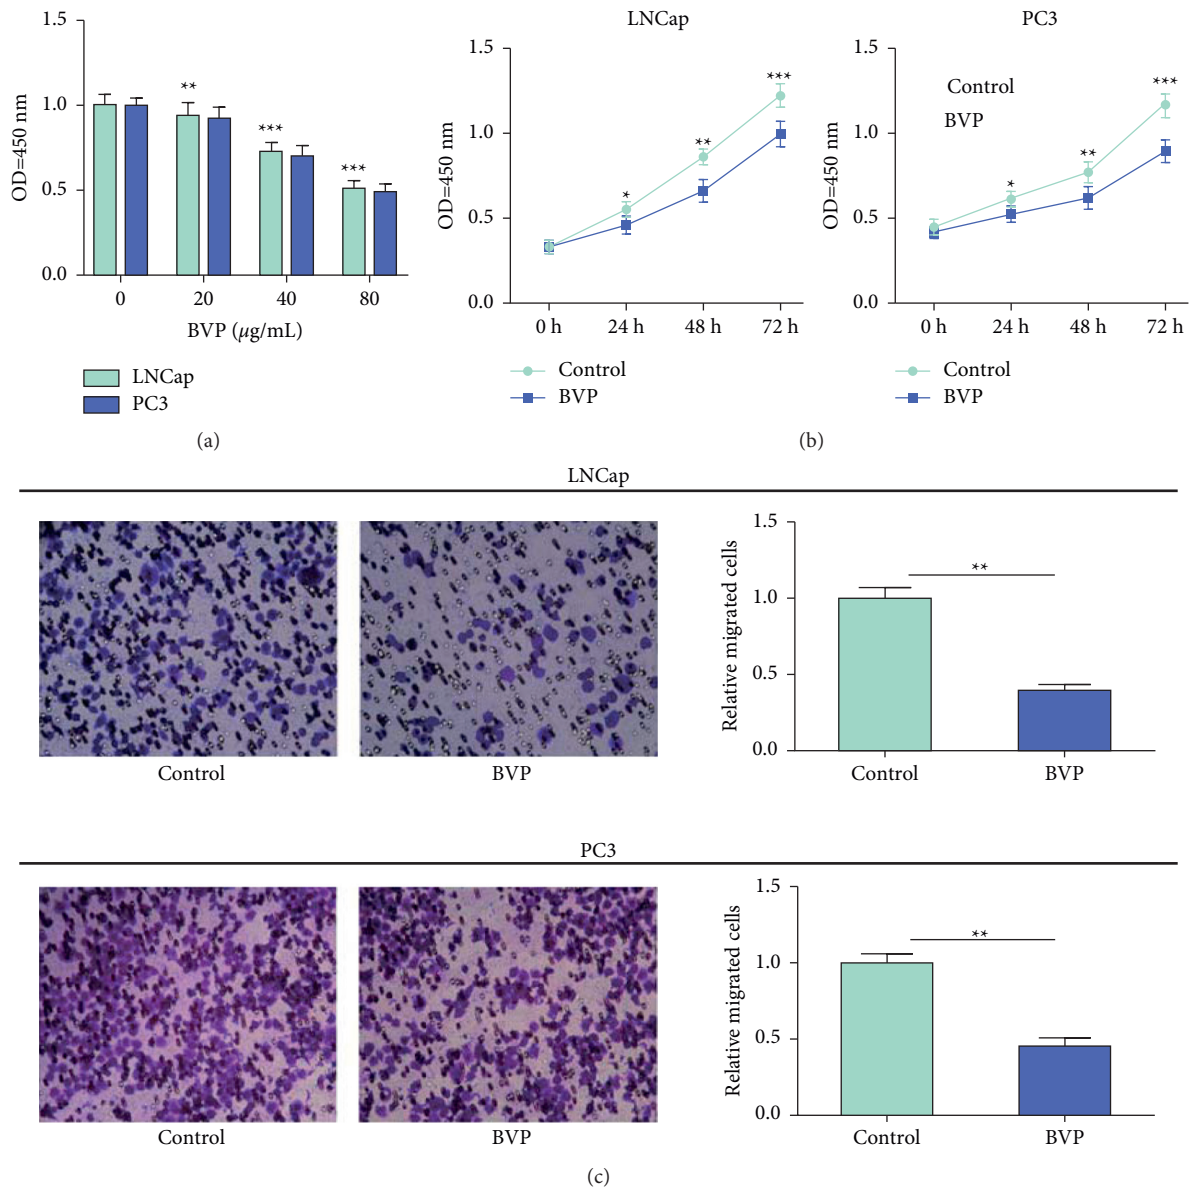 1.5
1.0
0.5
0.0
OD=450 nm
**
***
***
0 20 40 80
BVP (μg/mL)
LNCap
PC3
(a)
LNCap
1.5
1.0
0.5
0.0
OD=450 nm
*
**
***
0 h 24 h 48 h 72 h
Control
BVP
PC3
1.5
1.0
0.5
0.0
OD=450 nm
Control
BVP
*
**
***
0 h 24 h 48 h 72 h
Control
BVP
(b)
LNCap
Control
BVP
1.5
1.0
0.5
0.0
Relative migrated cells
**
Control BVP
PC3
Control
BVP
1.5
1.0
0.5
0.0
Relative migrated cells
**
Control BVP
(c)